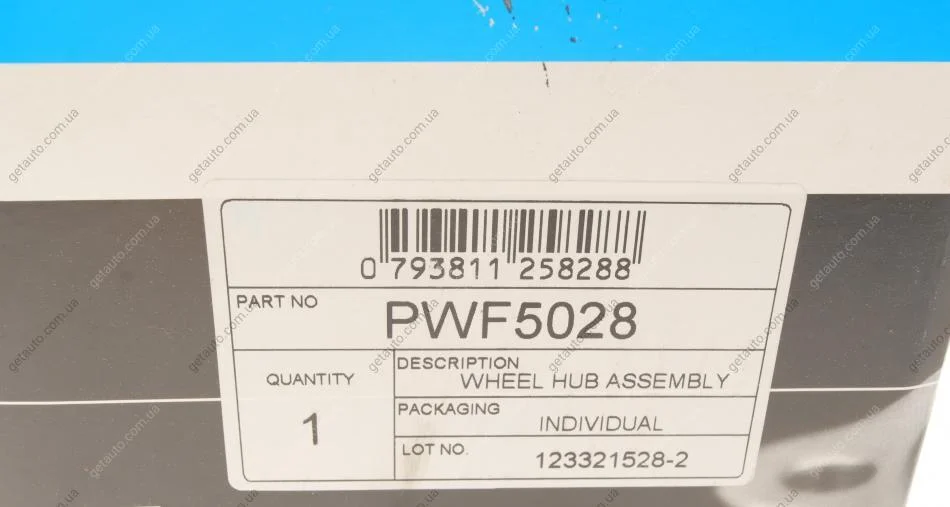 0 793811 258288
PART NO
PWF5028
QUANTITY
1
DESCRIPTION
WHEEL HUB ASSEMBLY
PACKAGING
INDIVIDUAL
LOT NO.
123321528-2
getauto.com.ua